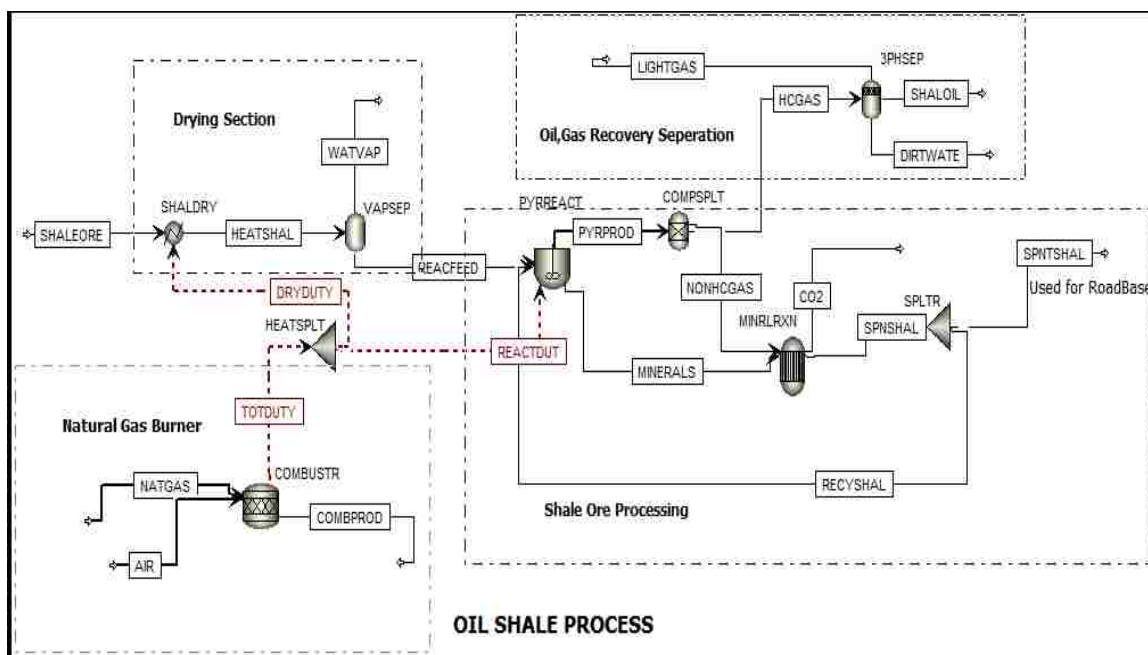 3PHSEP
LIGHTGAS
HCGAS
SHALOIL
Drying Section
Oil,Gas Recovery Seperation
WATVAP
DIRTWATE
SHALDRY
VAPSEP
PYRREACT
COMPSPLT
SHALEORE
HEATSHAL
PYRPROD
SPNTSHAL
REACFEED
Used for RoadBase
DRYDUTY
NONHCGAS
CO2
SPLTR
HEATSPLT
MINRLRXN
SPNSHAL
REACTDUT
MINERALS
TOTDUTY
Natural Gas Burner
COMBUSTR
NATGAS
RECYSHAL
Shale Ore Processing
COMBPROD
AIR
OIL SHALE PROCESS